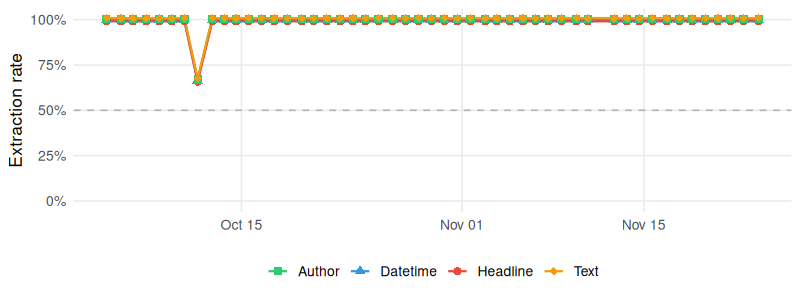 Extraction rate
100%
75%
50%
25%
0%
Oct 15 Nov 01 Nov 15
Author Datetime Headline Text